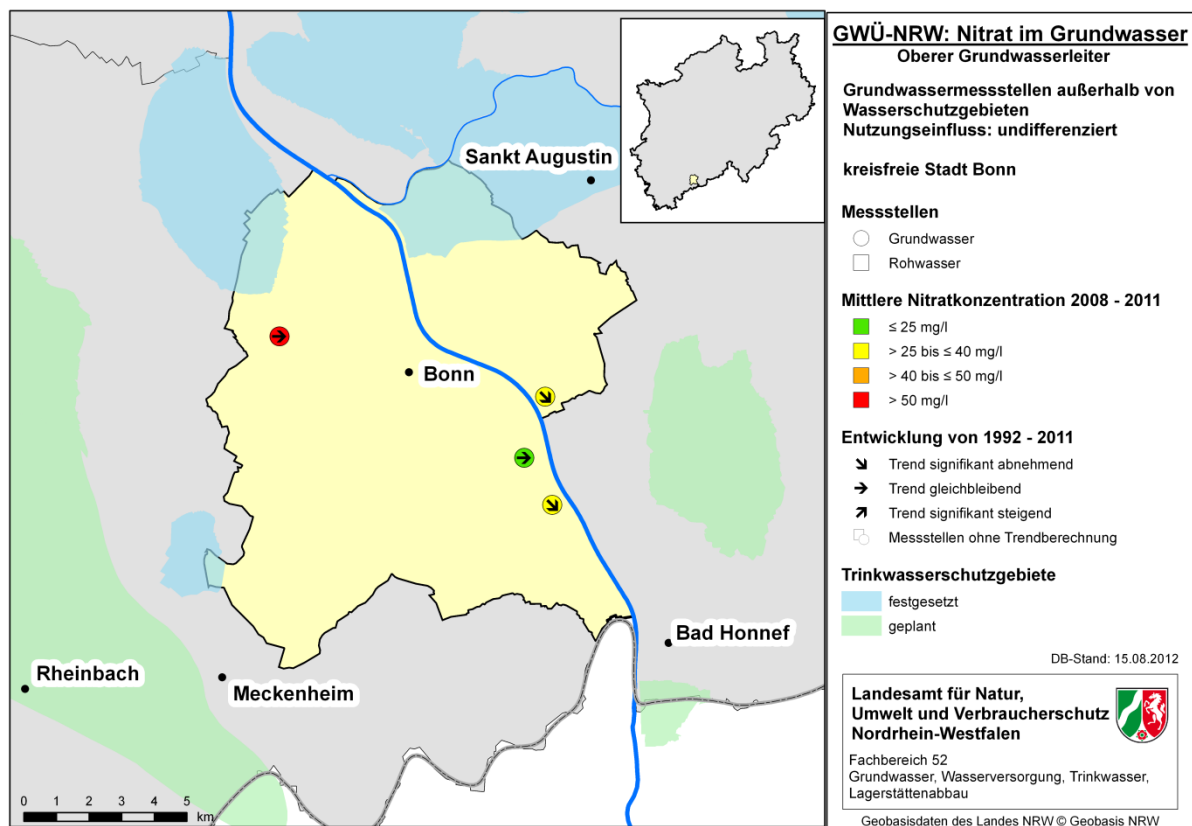 Sankt Augustin
Bonn
Bad Honnef
Rheinbach
Meckenheim
0 1 2 3 4 5
km
GWÜ-NRW: Nitrat im Grundwasser
Oberer Grundwasserleiter
Grundwassermessstellen außerhalb von
Wasserschutzgebieten
Nutzungseinfluss: undifferenziert
kreisfreie Stadt Bonn
Messstellen
Grundwasser
Rohwasser
Mittlere Nitratkonzentration 2008 - 2011
≤ 25 mg/l
> 25 bis ≤ 40 mg/l
> 40 bis ≤ 50 mg/l
> 50 mg/l
Entwicklung von 1992 - 2011
Trend signifikant abnehmend
Trend gleichbleibend
Trend signifikant steigend
Messstellen ohne Trendberechnung
Trinkwasserschutzgebiete
festgesetzt
geplant
DB-Stand: 15.08.2012
Landesamt für Natur,
Umwelt und Verbraucherschutz
Nordrhein-Westfalen
Fachbereich 52
Grundwasser, Wasserversorgung, Trinkwasser,
Lagerstättenabbau
Geobasisdaten des Landes NRW © Geobasis NRW